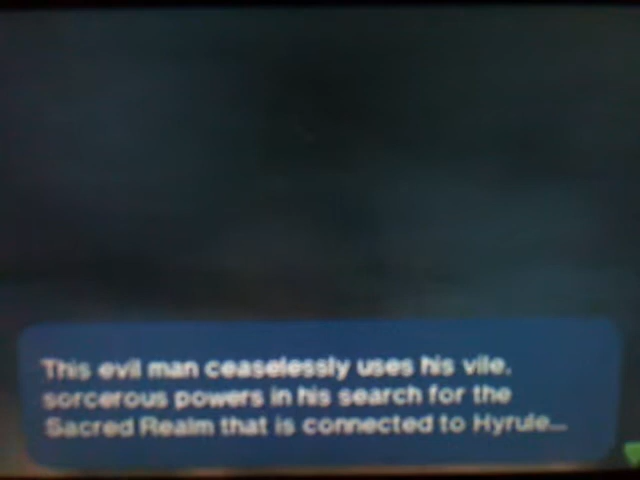 This evil man ceaselessly uses his vile,
sorcerous powers in his search for the
Sacred Realm that is connected to Hyrule...